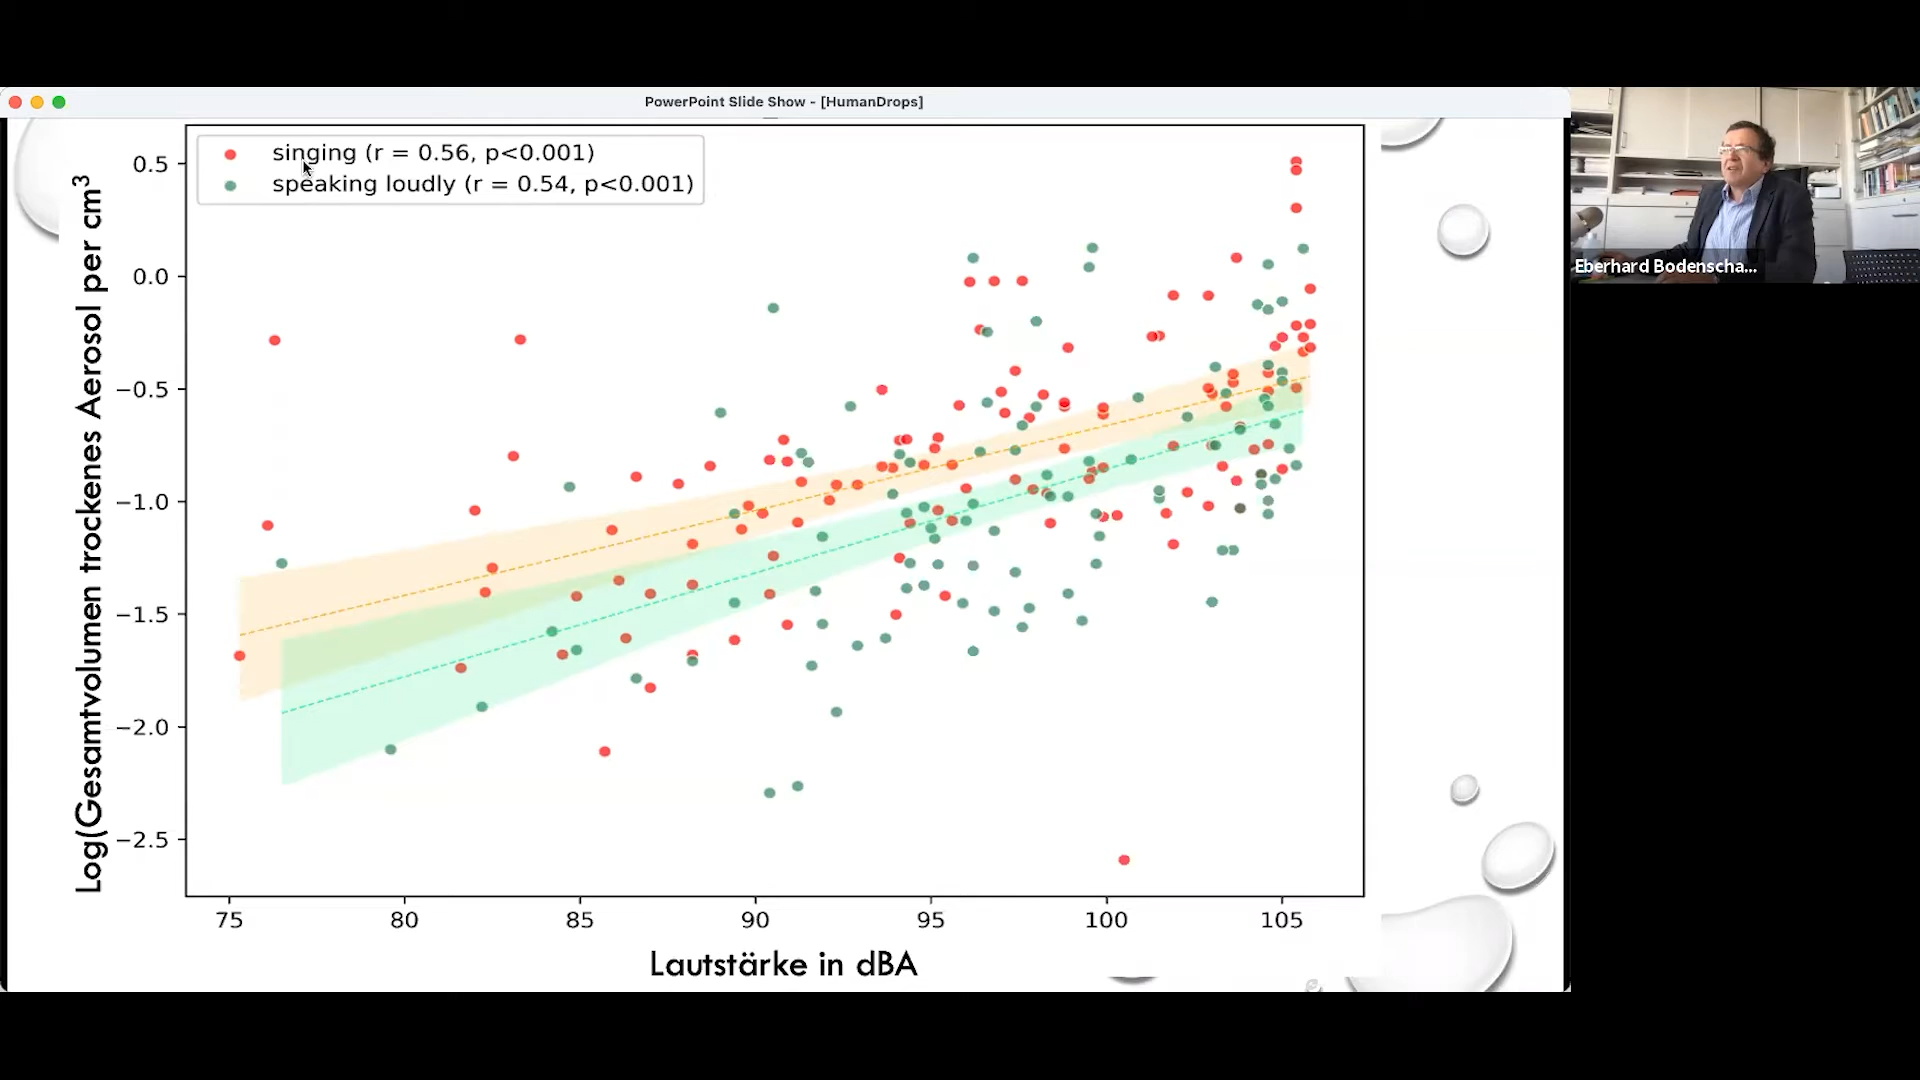 PowerPoint Slide Show - [HumanDrops]
singing (r = 0.56, p<0.001)
speaking loudly (r = 0.54, p<0.001)
Log(Gesamtvolumen trockenes Aerosol per cm³
0.5
0.0
−0.5
−1.0
−1.5
−2.0
−2.5
75 80 85 90 95 100 105
Lautstärke in dBA
Eberhard Bodenscha...